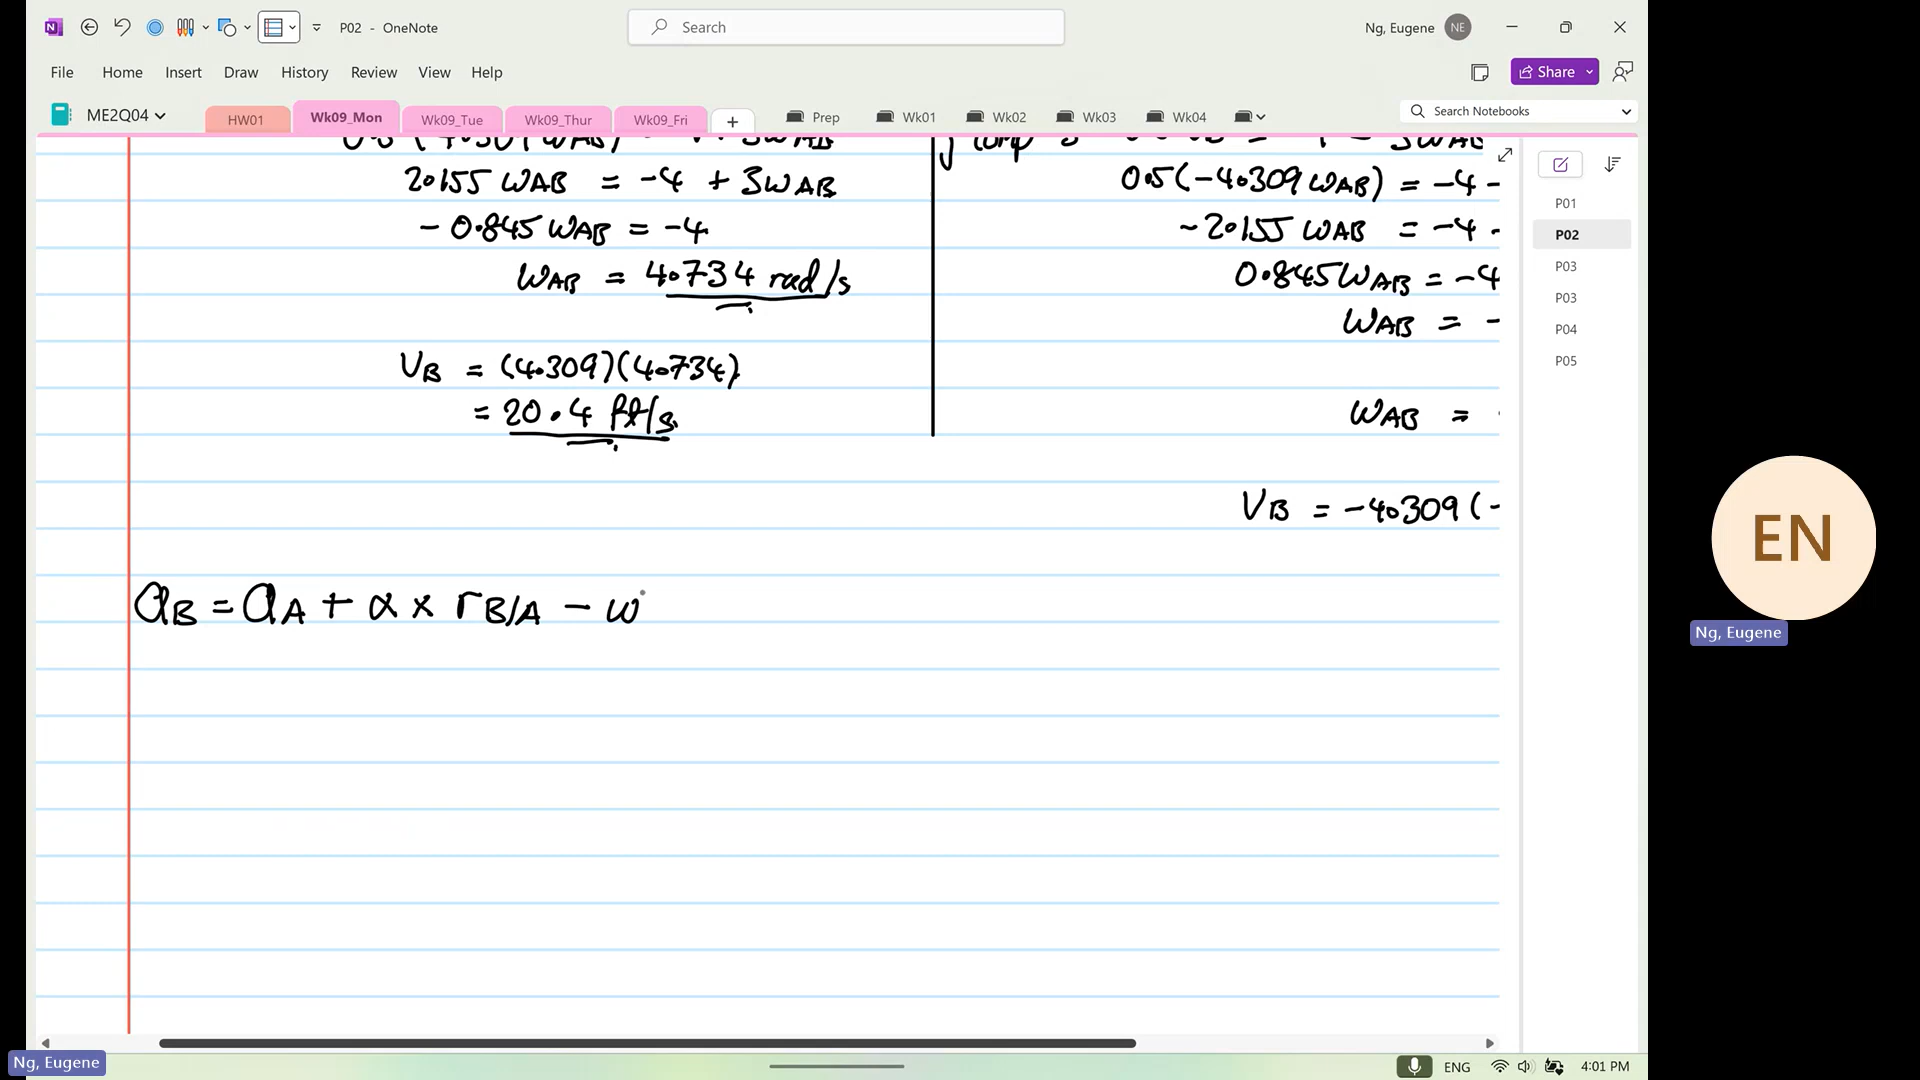 P02 - OneNote
Search
Ng, Eugene
NE
File
Home
Insert
Draw
History
Review
View
Help
Share
ME2Q04
HW01
Wk09_Mon
Wk09_Tue
Wk09_Thur
Wk09_Fri
+
Prep
Wk01
Wk02
Wk03
Wk04
Search Notebooks
2.0155 WAB = -4 + 3WAB
-0.845 WAB = -4
WAB = 4.734 rad/s
VB = (4.309)(4.734)
= 20.4 ft/s
0.5(-4.309WAB) = -4 -
-2.0155 WAB = -4 -
0.845WAB = -4
WAB = -
WAB =
VB = -4.309(-
aB = aA + α × rB/A - ω
P01
P02
P03
P03
P04
P05
EN
Ng, Eugene
Ng, Eugene
ENG
4:01 PM